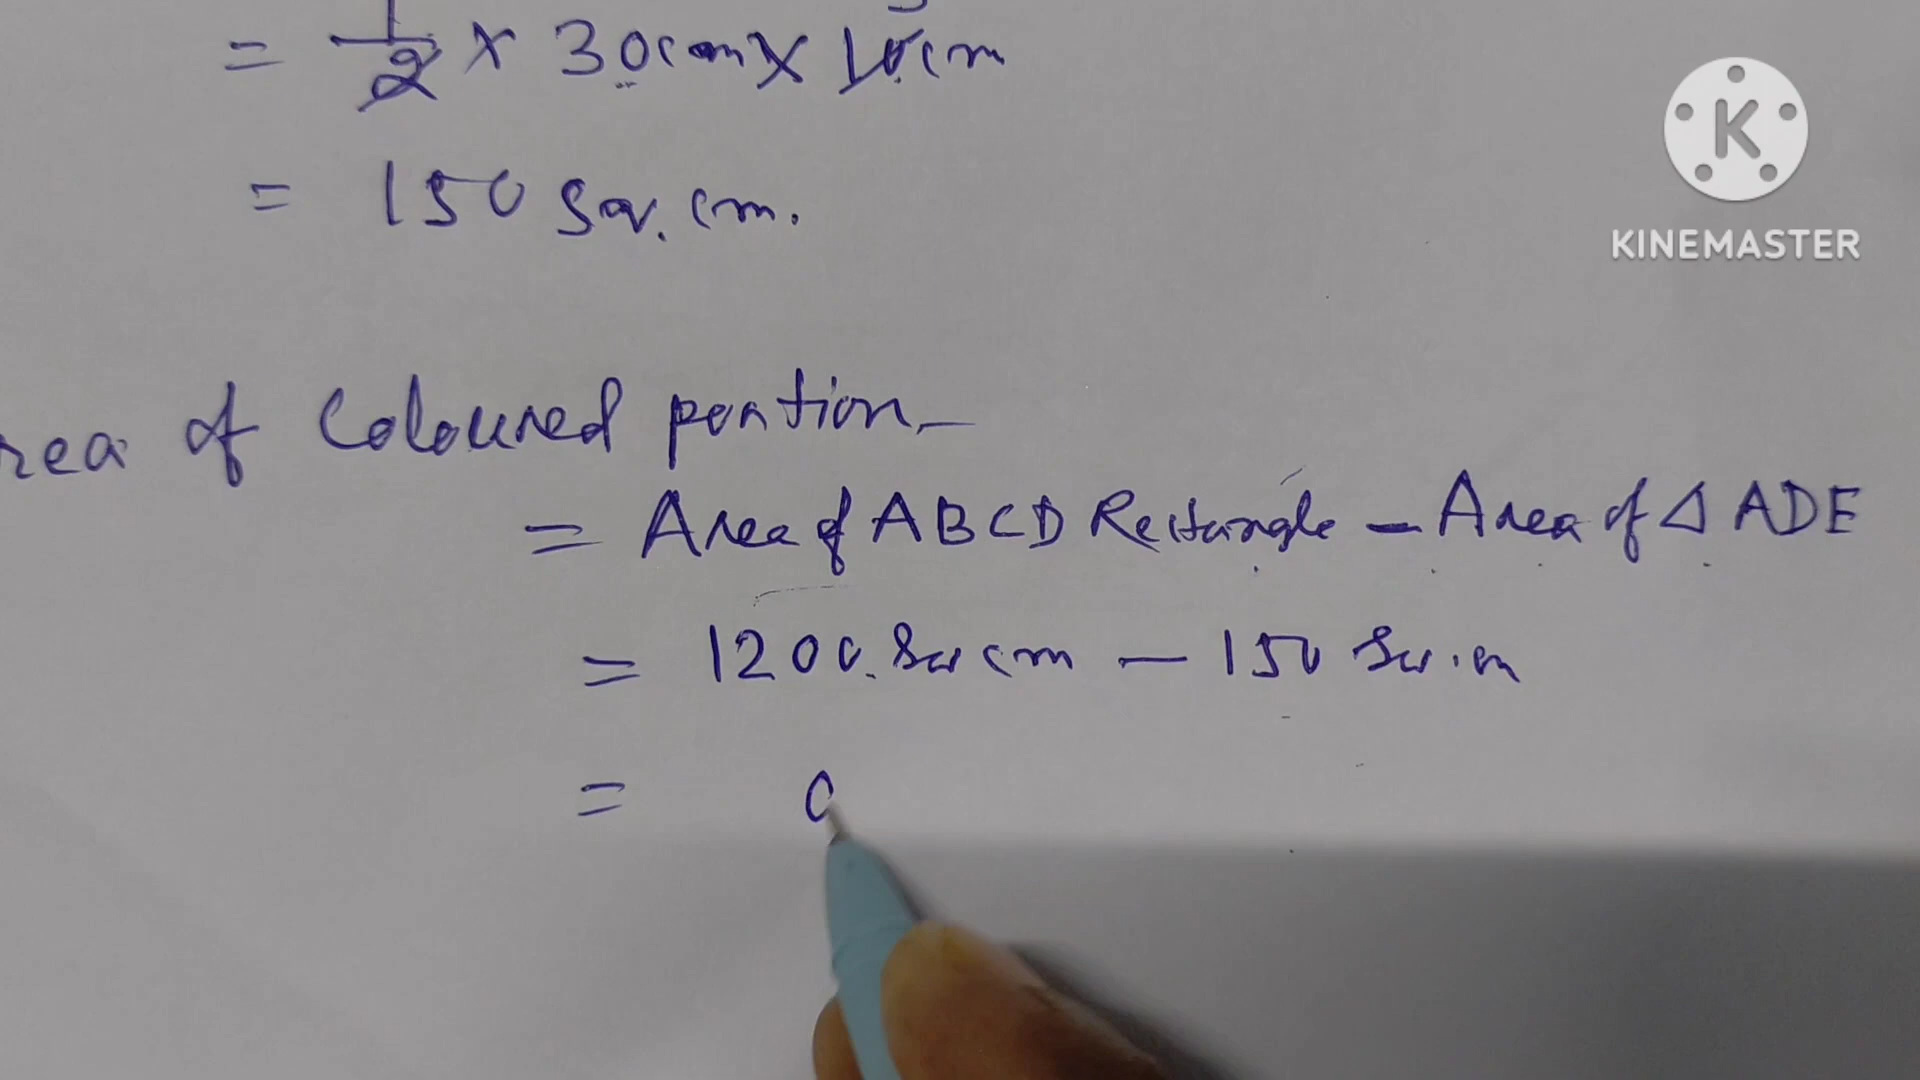 = 1/2 × 30cm × 10cm
= 150 Sq. cm.
KINEMASTER
rea of Coloured portion_
= Area of ABCD Rectangle - Area of Δ ADE
= 1200. Sq cm - 150 Sq. cm
= 0